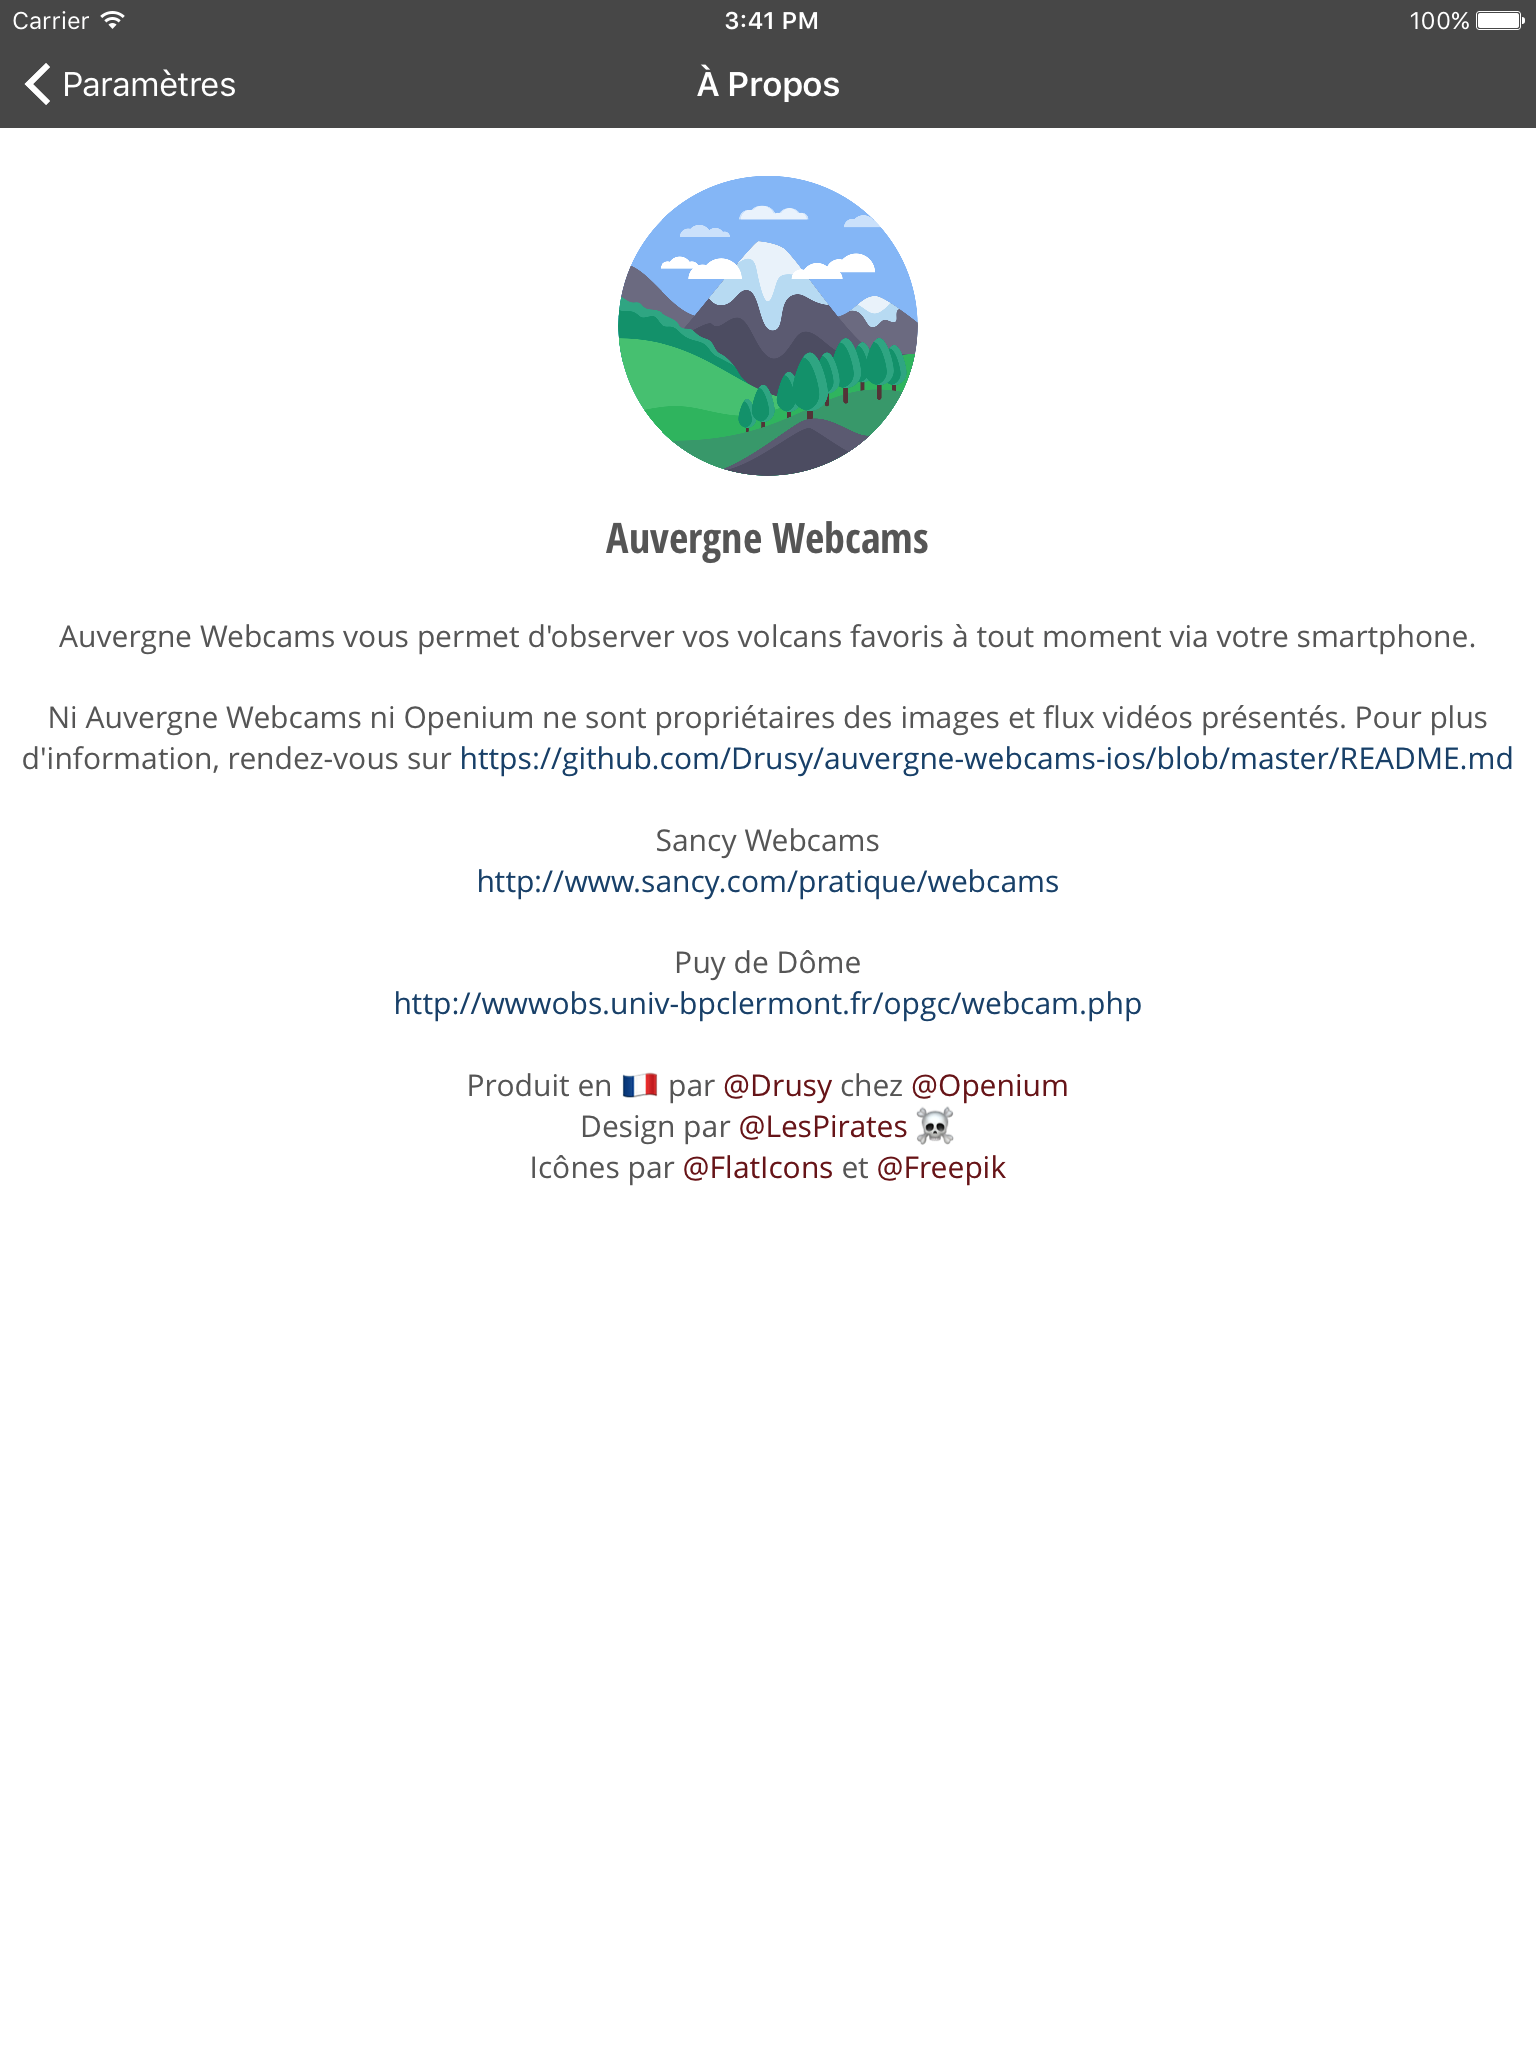 Carrier 3:41 PM 100%
Paramètres À Propos
Auvergne Webcams
Auvergne Webcams vous permet d'observer vos volcans favoris à tout moment via votre smartphone.
Ni Auvergne Webcams ni Openium ne sont propriétaires des images et flux vidéos présentés. Pour plus
d'information, rendez-vous sur https://github.com/Drusy/auvergne-webcams-ios/blob/master/README.md
Sancy Webcams
http://www.sancy.com/pratique/webcams
Puy de Dôme
http://wwwobs.univ-bpclermont.fr/opgc/webcam.php
Produit en 🇫🇷 par @Drusy chez @Openium
Design par @LesPirates ☠️
Icônes par @FlatIcons et @Freepik